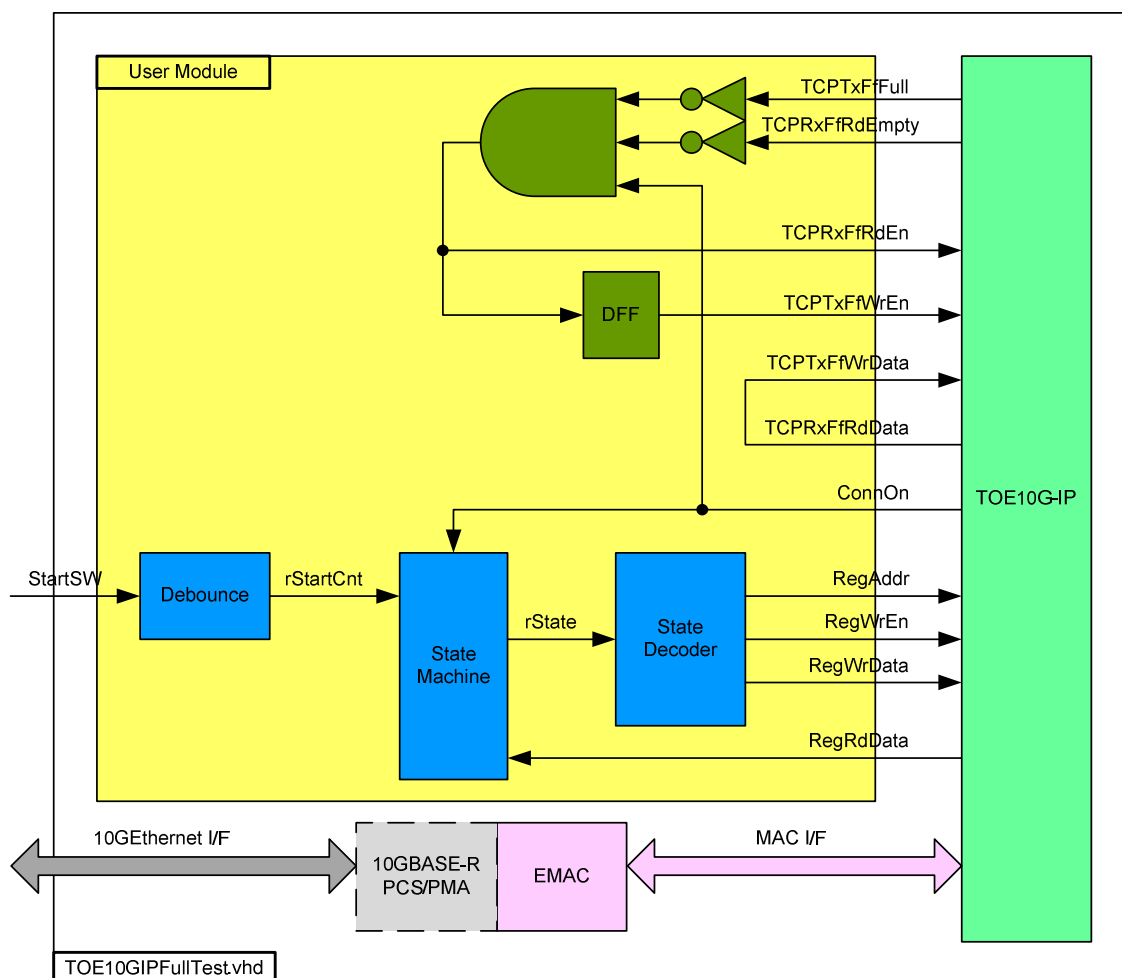 User Module
TCPTxFfFull
TCPRxFfRdEmpty
TCPRxFfRdEn
DFF
TCPTxFfWrEn
TCPTxFfWrData
TCPRxFfRdData
ConnOn
TOE10G-IP
StartSW
Debounce
rStartCnt
State
Machine
rState
State
Decoder
RegAddr
RegWrEn
RegWrData
RegRdData
10GEthernet I/F
10GBASE-R
PCS/PMA
EMAC
MAC I/F
TOE10GIPFullTest.vhd